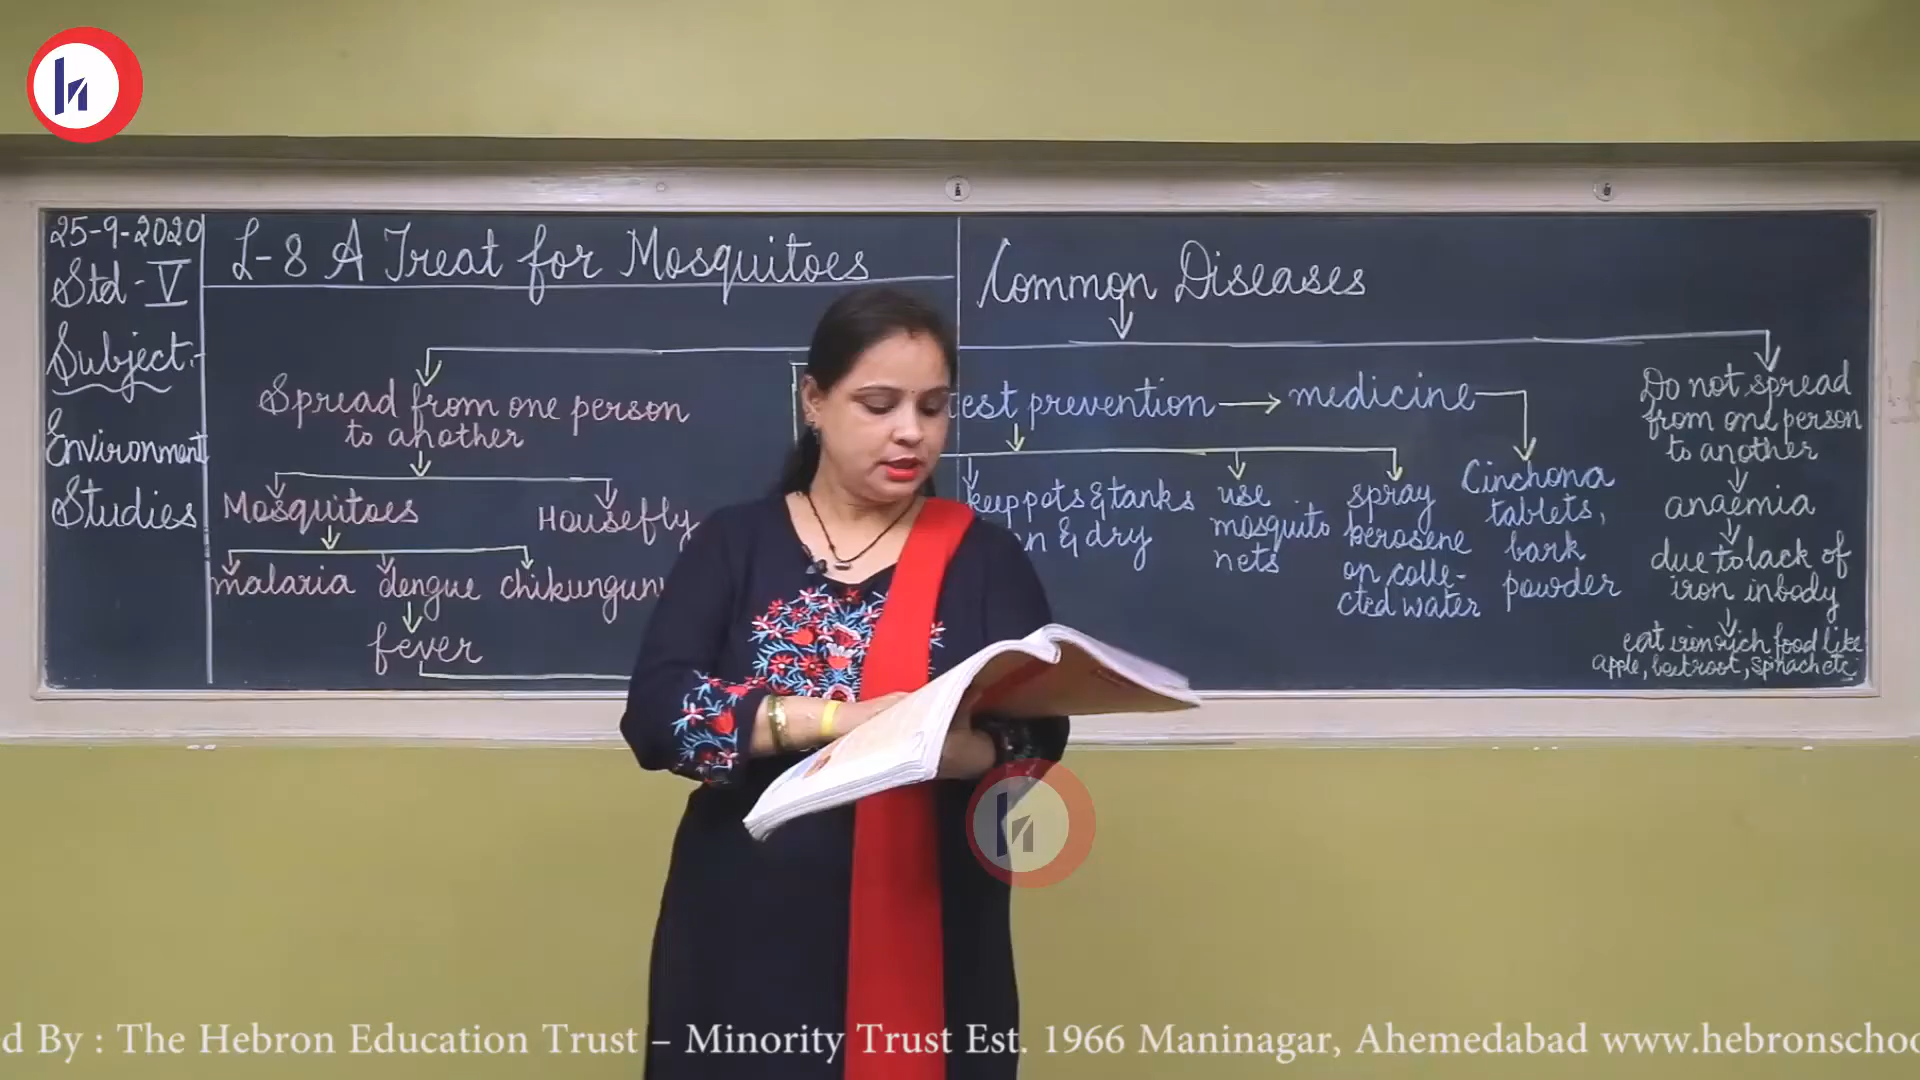 25-9-2020
Std - V
Subject:-
Environment
Studies
L-8 A Treat for Mosquitoes
Spread from one person
to another
Mosquitoes
Housefly
malaria dengue chikunguny
fever
Common Diseases
est prevention → medicine
keep pots & tanks
n & dry
use
mosquito
nets
spray
kerosene
on colle-
cted water
Cinchona
tablets,
bark
powder
Do not spread
from one person
to another
anaemia
due to lack of
iron in body
eat iron rich food like
apple, beetroot, spinach etc
d By : The Hebron Education Trust – Minority Trust Est. 1966 Maninagar, Ahemedabad www.hebronschoo